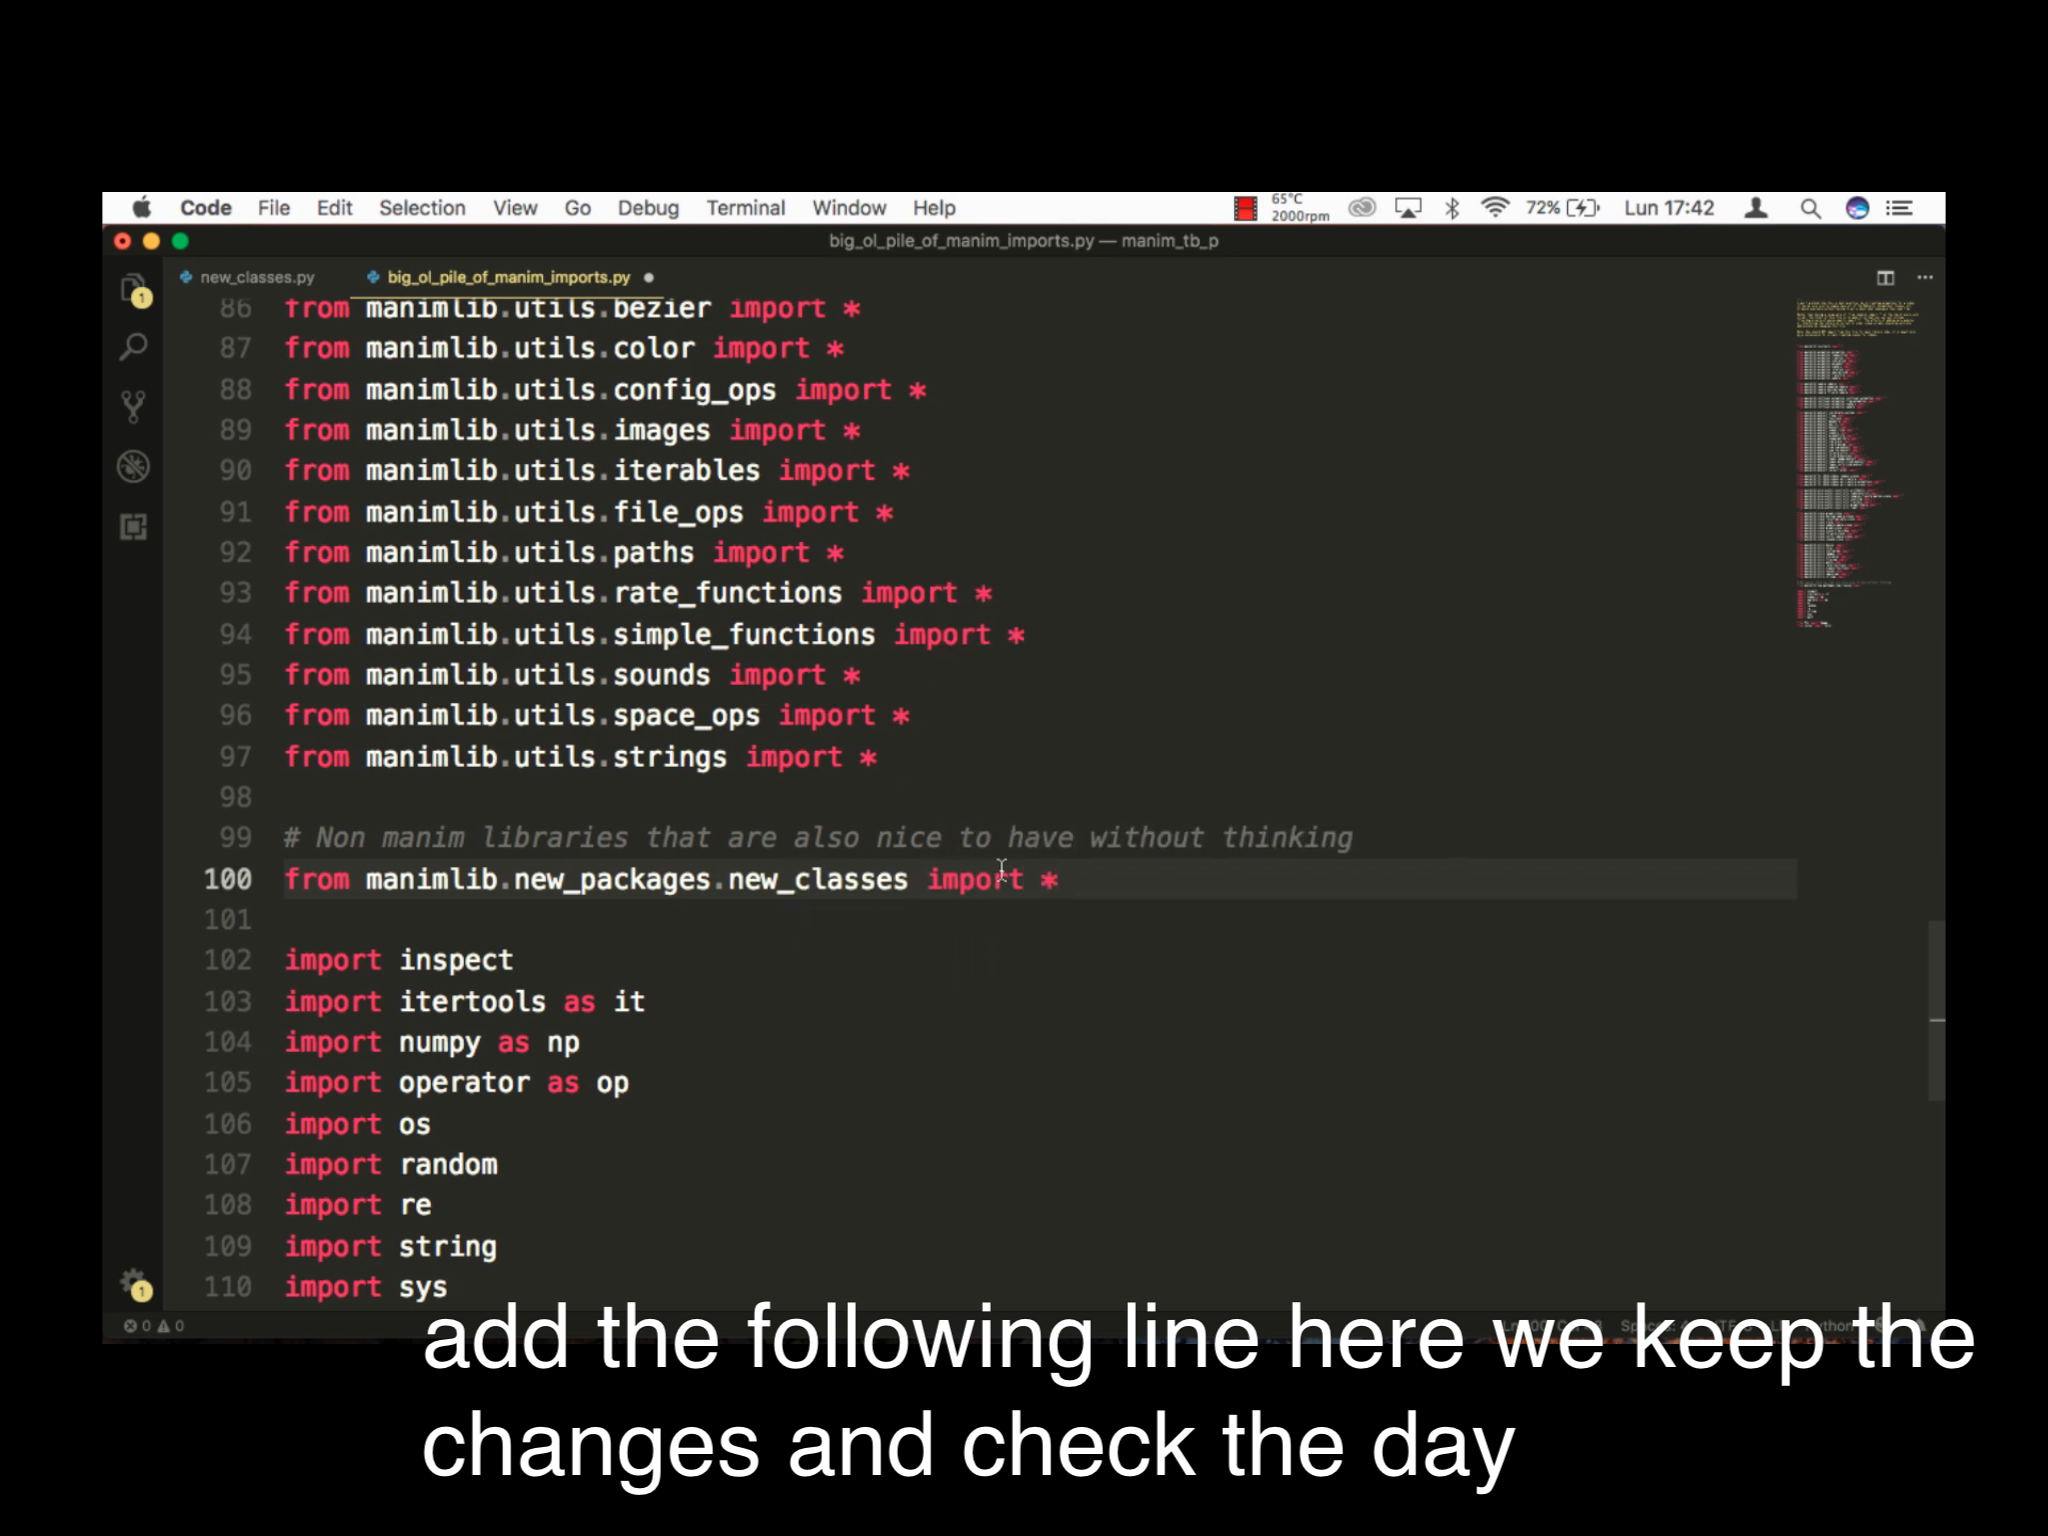 Code File Edit Selection View Go Debug Terminal Window Help 65°C 2000rpm 72% Lun 17:42
big_ol_pile_of_manim_imports.py — manim_tb_p
new_classes.py big_ol_pile_of_manim_imports.py
86 from manimlib.utils.bezier import *
87 from manimlib.utils.color import *
88 from manimlib.utils.config_ops import *
89 from manimlib.utils.images import *
90 from manimlib.utils.iterables import *
91 from manimlib.utils.file_ops import *
92 from manimlib.utils.paths import *
93 from manimlib.utils.rate_functions import *
94 from manimlib.utils.simple_functions import *
95 from manimlib.utils.sounds import *
96 from manimlib.utils.space_ops import *
97 from manimlib.utils.strings import *
98
99 # Non manim libraries that are also nice to have without thinking
100 from manimlib.new_packages.new_classes import *
101
102 import inspect
103 import itertools as it
104 import numpy as np
105 import operator as op
106 import os
107 import random
108 import re
109 import string
110 import sys
1
1
0 0
add the following line here we keep the
changes and check the day